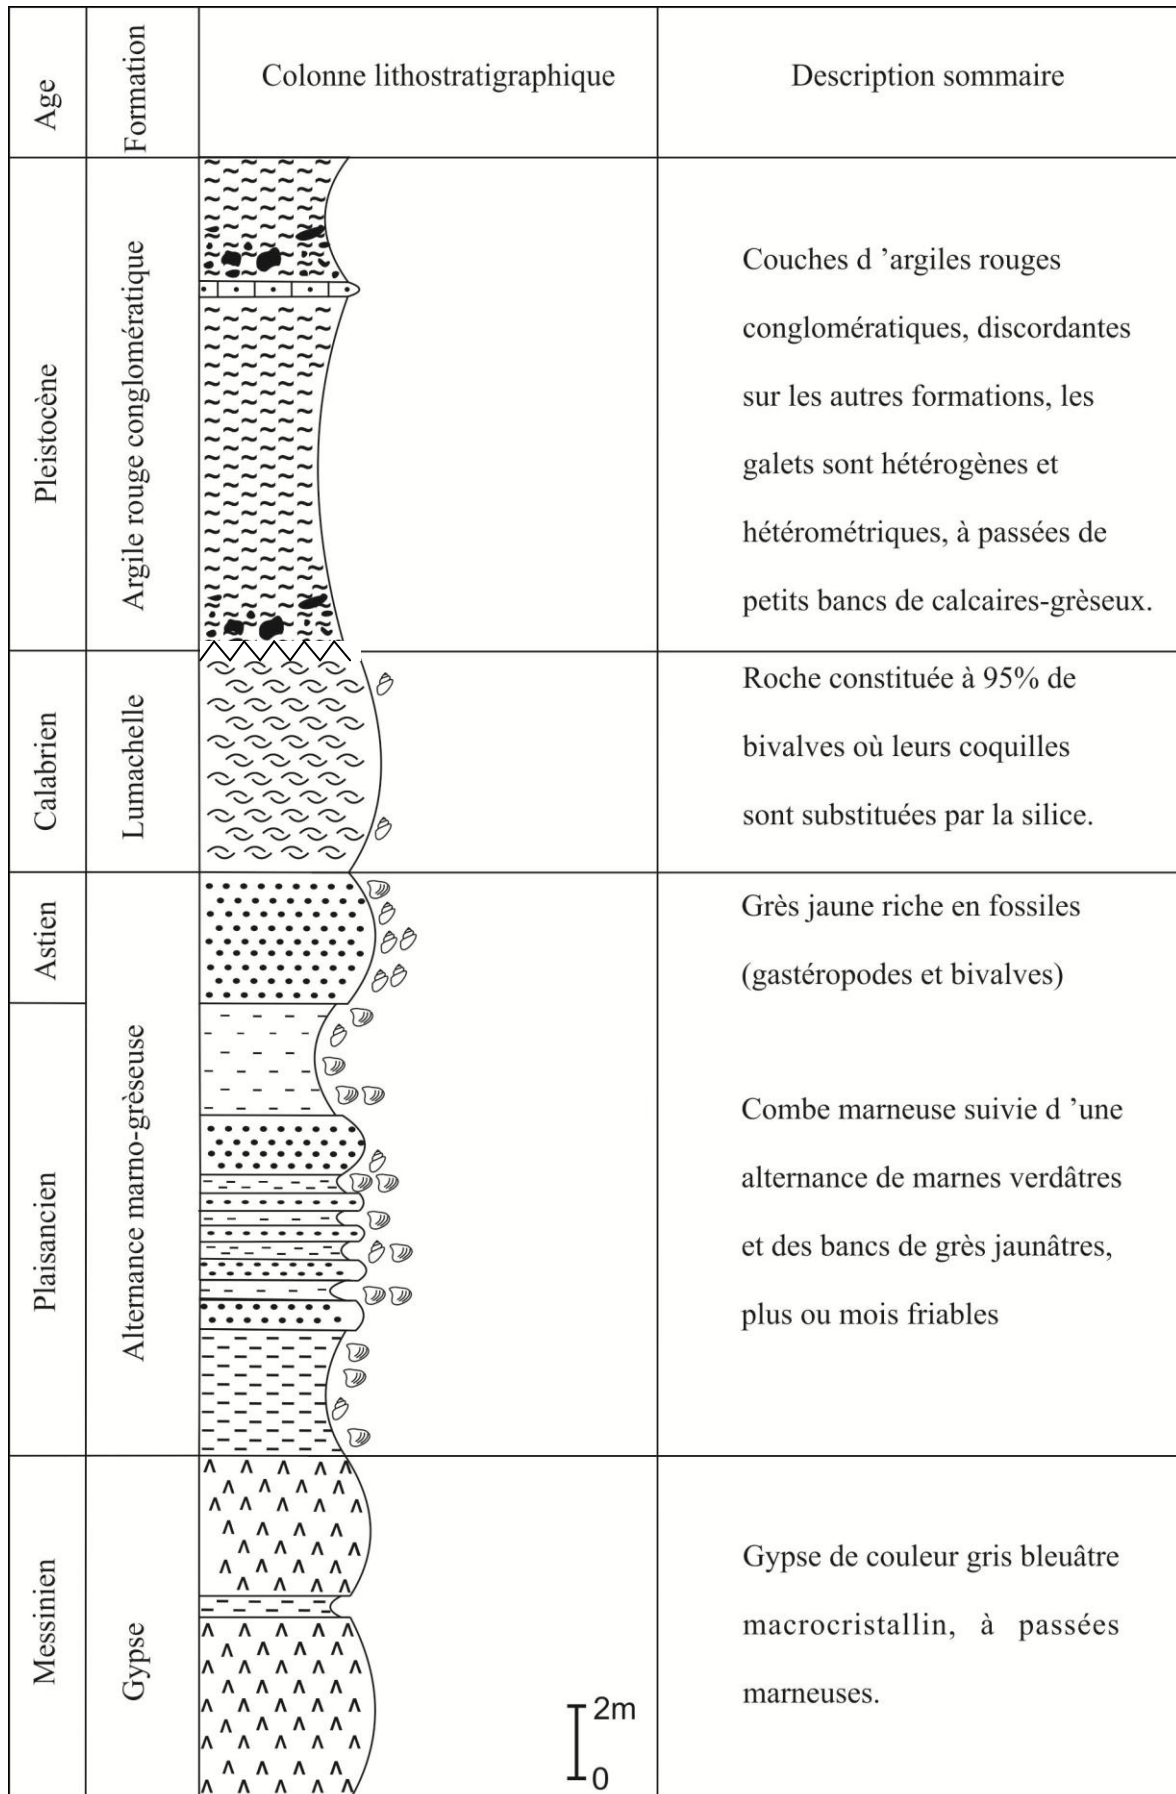 Age
Formation
Colonne lithostratigraphique
Description sommaire
Pleistocène
Argile rouge conglomératique
Couches d ’argiles rouges
conglomératiques, discordantes
sur les autres formations, les
galets sont hétérogènes et
hétérométriques, à passées de
petits bancs de calcaires-grèseux.
Calabrien
Lumachelle
Roche constituée à 95% de
bivalves où leurs coquilles
sont substituées par la silice.
Astien
Grès jaune riche en fossiles
(gastéropodes et bivalves)
Plaisancien
Alternance marno-grèseuse
Combe marneuse suivie d ’une
alternance de marnes verdâtres
et des bancs de grès jaunâtres,
plus ou mois friables
Messinien
Gypse
Gypse de couleur gris bleuâtre
macrocristallin, à passées
marneuses.
2m
0